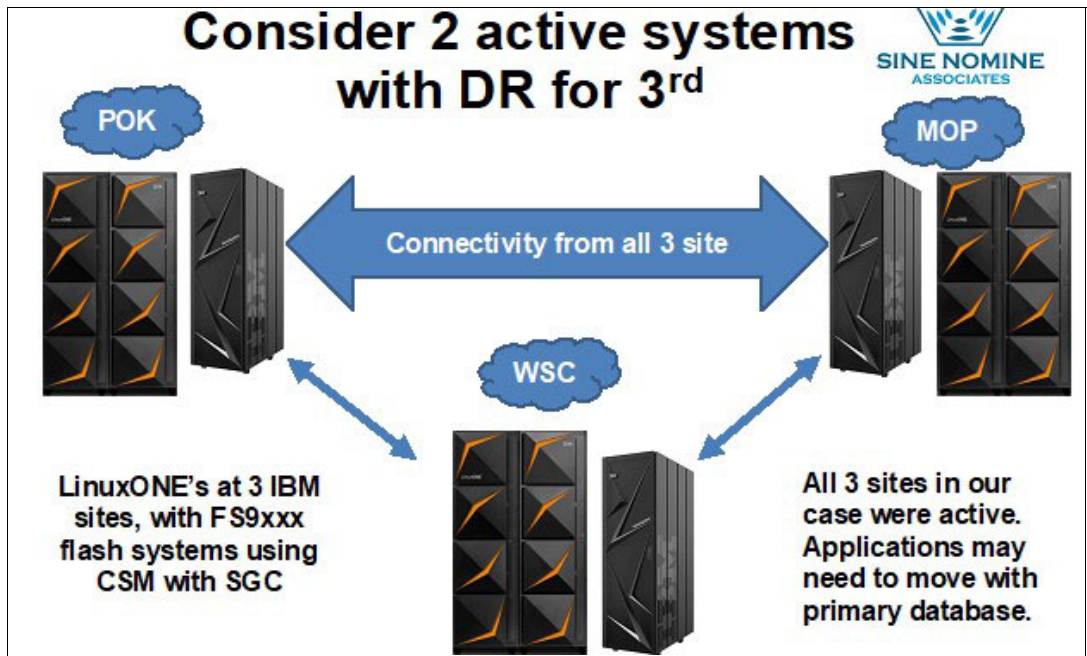 Consider 2 active systems
with DR for 3rd
SINE NOMINE
ASSOCIATES
POK
MOP
Connectivity from all 3 site
WSC
LinuxONE's at 3 IBM
sites, with FS9xxx
flash systems using
CSM with SGC
All 3 sites in our
case were active.
Applications may
need to move with
primary database.